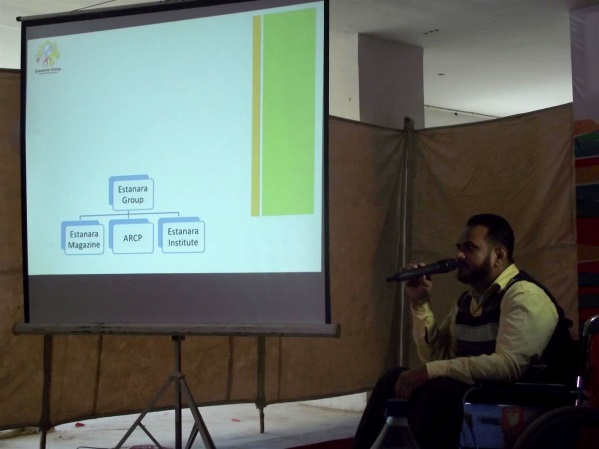 Estanara
Group
Estanara
Magazine
ARCP
Estanara
Institute